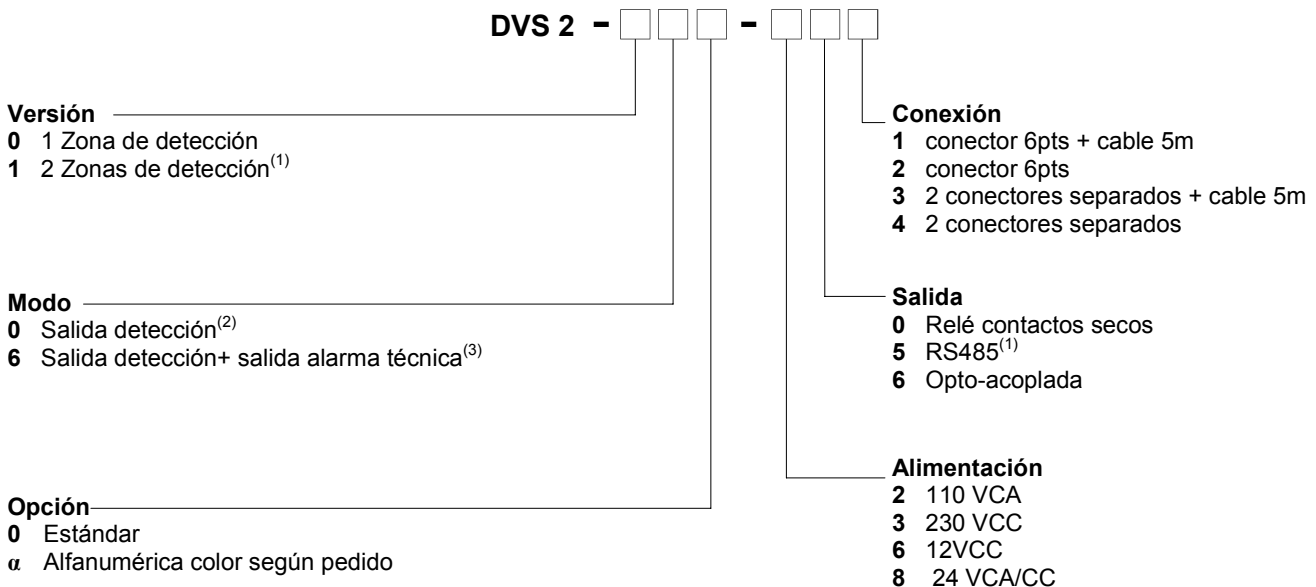 DVS 2 - -
Versión
0 1 Zona de detección
1 2 Zonas de detección(1)
Modo
0 Salida detección(2)
6 Salida detección+ salida alarma técnica(3)
Opción
0 Estándar
α Alfanumérica color según pedido
Conexión
1 conector 6pts + cable 5m
2 conector 6pts
3 2 conectores separados + cable 5m
4 2 conectores separados
Salida
0 Relé contactos secos
5 RS485(1)
6 Opto-acoplada
Alimentación
2 110 VCA
3 230 VCC
6 12VCC
8 24 VCA/CC